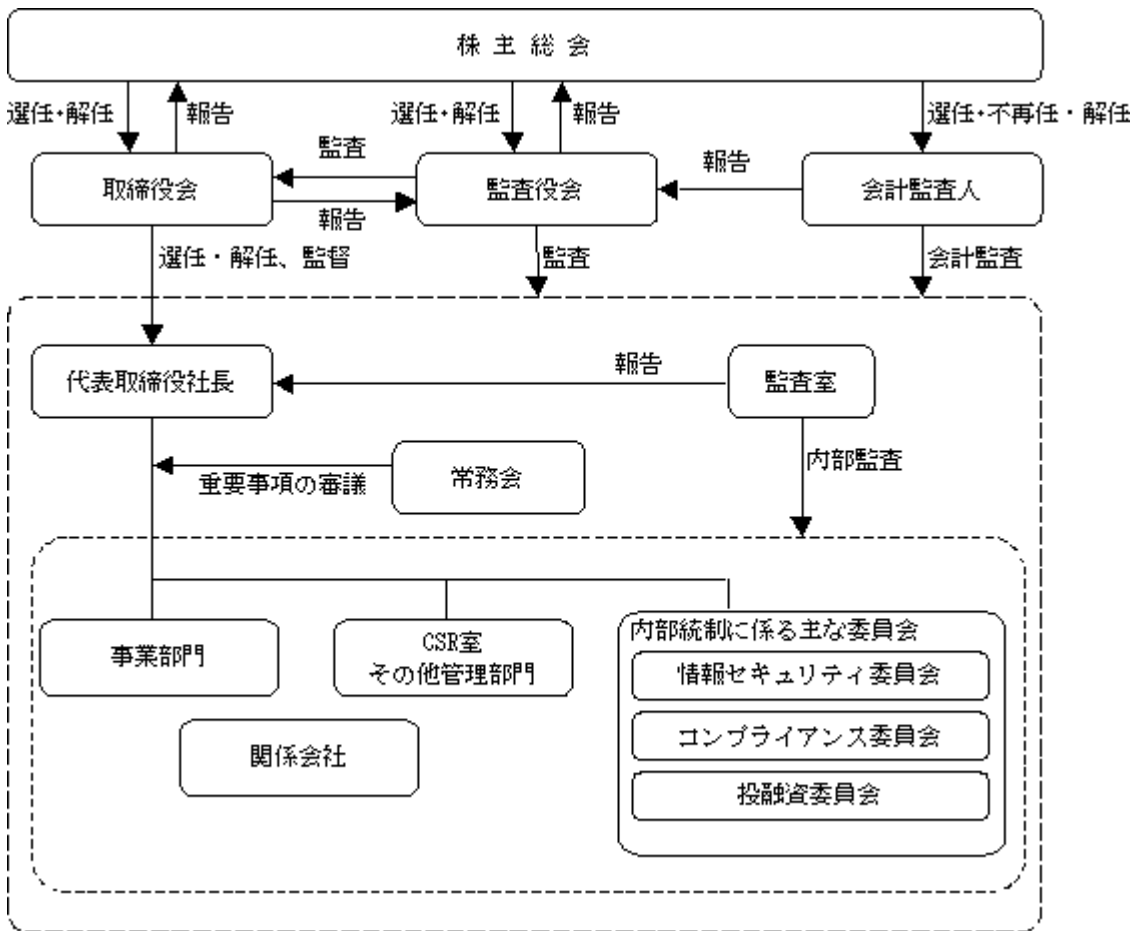 株主総会
選任・解任
報告
選任・解任
報告
選任・不再任・解任
監査
報告
取締役会
監査役会
会計監査人
報告
選任・解任、監督
監査
会計監査
代表取締役社長
報告
監査室
重要事項の審議
常務会
内部監査
事業部門
CSR室
その他管理部門
内部統制に係る主な委員会
情報セキュリティ委員会
コンプライアンス委員会
投融資委員会
関係会社